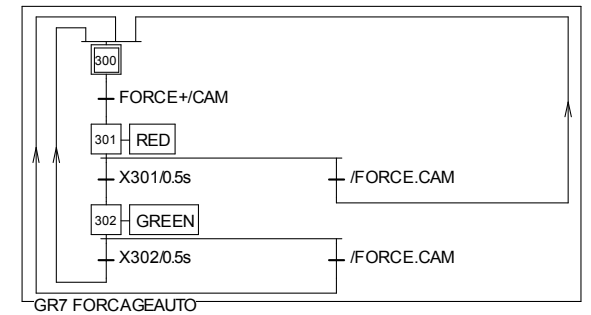 300
FORCE+/CAM
301 RED
X301/0.5s /FORCE.CAM
302 GREEN
X302/0.5s /FORCE.CAM
GR7 FORCAGEAUTO